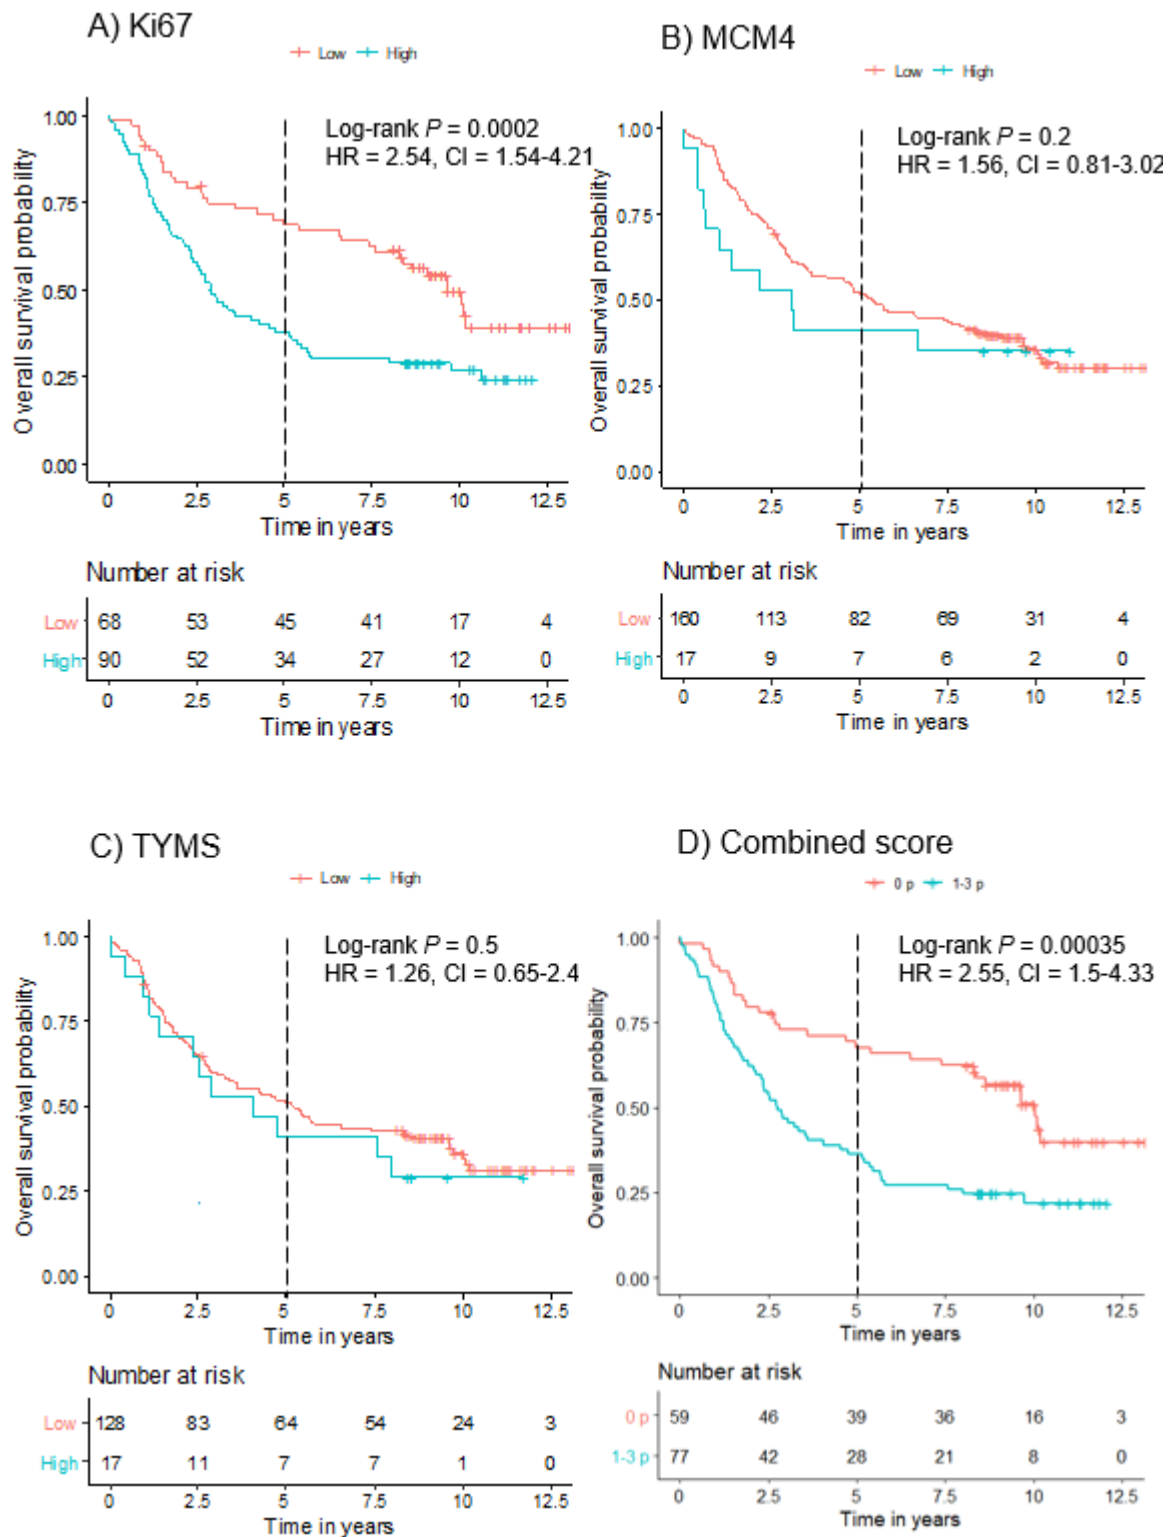 A) Ki67
Low High
Overall survival probability
1.00
0.75
0.50
0.25
0.00
Log-rank P = 0.0002
HR = 2.54, CI = 1.54-4.21
0 2.5 5 7.5 10 12.5
Time in years
Number at risk
Low 68 53 45 41 17 4
High 90 52 34 27 12 0
0 2.5 5 7.5 10 12.5
Time in years
B) MCM4
Low High
Overall survival probability
1.00
0.75
0.50
0.25
0.00
Log-rank P = 0.2
HR = 1.56, CI = 0.81-3.02
0 2.5 5 7.5 10 12.5
Time in years
Number at risk
Low 160 113 82 69 31 4
High 17 9 7 6 2 0
0 2.5 5 7.5 10 12.5
Time in years
C) TYMS
Low High
Overall survival probability
1.00
0.75
0.50
0.25
0.00
Log-rank P = 0.5
HR = 1.26, CI = 0.65-2.4
0 2.5 5 7.5 10 12.5
Time in years
Number at risk
Low 128 83 64 54 24 3
High 17 11 7 7 1 0
0 2.5 5 7.5 10 12.5
Time in years
D) Combined score
0 p 1-3 p
Overall survival probability
1.00
0.75
0.50
0.25
0.00
Log-rank P = 0.00035
HR = 2.55, CI = 1.5-4.33
0 2.5 5 7.5 10 12.5
Time in years
Number at risk
0 p 59 46 39 36 16 3
1-3 p 77 42 28 21 8 0
0 2.5 5 7.5 10 12.5
Time in years